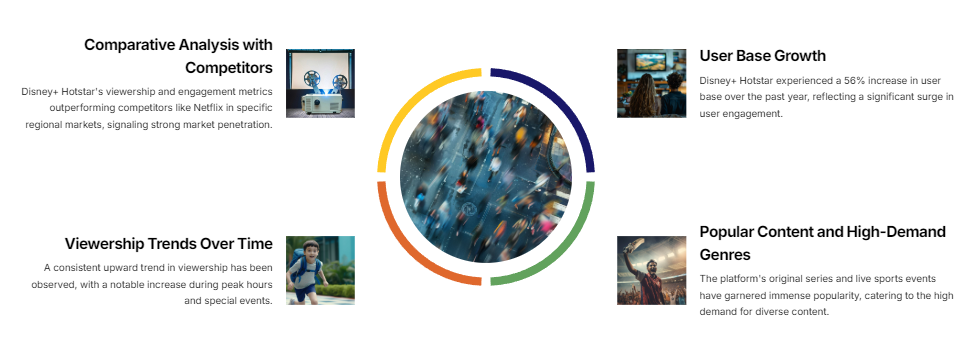 Comparative Analysis with
Competitors
Disney+ Hotstar's viewership and engagement metrics
outperforming competitors like Netflix in specific
regional markets, signaling strong market penetration.
User Base Growth
Disney+ Hotstar experienced a 56% increase in user
base over the past year, reflecting a significant surge in
user engagement.
Viewership Trends Over Time
A consistent upward trend in viewership has been
observed, with a notable increase during peak hours
and special events.
Popular Content and High-Demand
Genres
The platform's original series and live sports events
have garnered immense popularity, catering to the high
demand for diverse content.